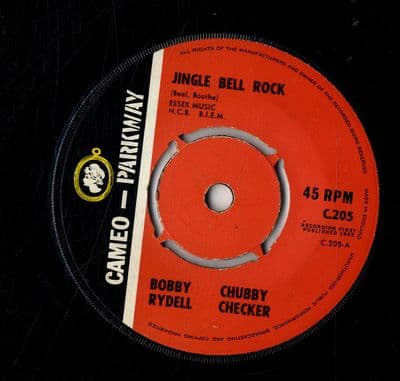 ALL RIGHTS OF THE MANUFACTURER AND OWNER OF THE RECORDED WORK RESERVED
JINGLE BELL ROCK
(Beal, Boothe)
ESSEX MUSIC
N.C.B. B.I.E.M.
CAMEO - PARKWAY
45 RPM
C.205
RECORDING FIRST
PUBLISHED 1962
C.205-A
MADE IN ENGLAND
BOBBY CHUBBY
RYDELL CHECKER
UNAUTHORISED PUBLIC PERFORMANCE, BROADCASTING AND COPYING PROHIBITED